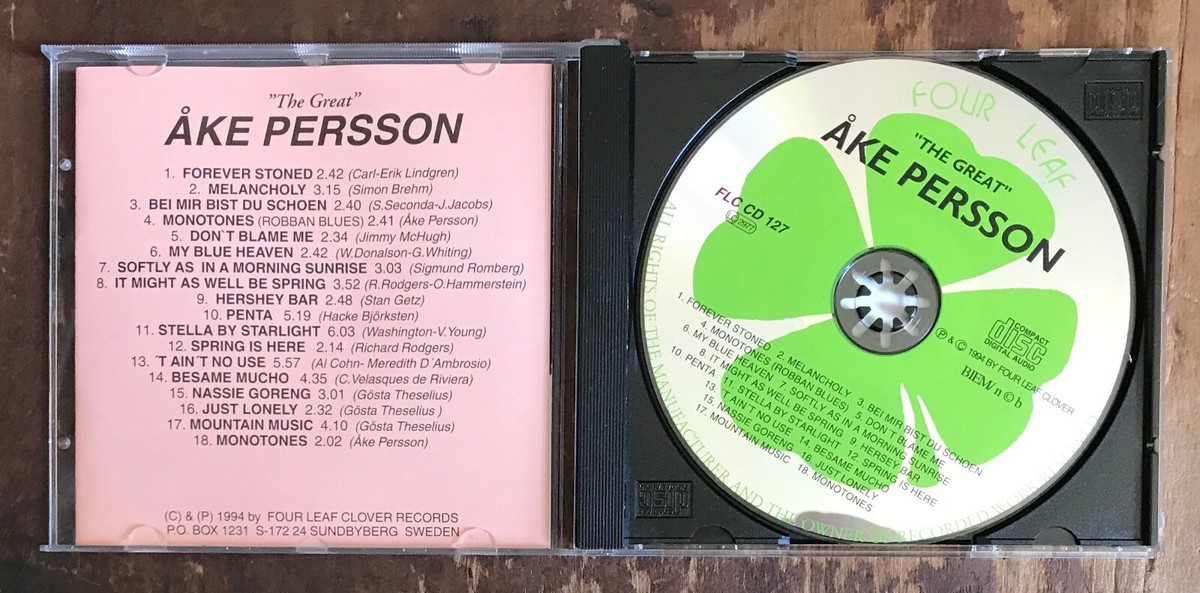 "The Great"
ÅKE PERSSON
1. FOREVER STONED 2.42 (Carl-Erik Lindgren)
2. MELANCHOLY 3.15 (Simon Brehm)
3. BEI MIR BIST DU SCHOEN 2.40 (S.Seconda-J.Jacobs)
4. MONOTONES (ROBBAN BLUES) 2.41 (Åke Persson)
5. DON´T BLAME ME 2.34 (Jimmy McHugh)
6. MY BLUE HEAVEN 2.42 (W.Donalson-G.Whiting)
7. SOFTLY AS IN A MORNING SUNRISE 3.03 (Sigmund Romberg)
8. IT MIGHT AS WELL BE SPRING 3.52 (R.Rodgers-O.Hammerstein)
9. HERSHEY BAR 2.48 (Stan Getz)
10. PENTA 5.19 (Hacke Björksten)
11. STELLA BY STARLIGHT 6.03 (Washington-V.Young)
12. SPRING IS HERE 2.14 (Richard Rodgers)
13. ´T AIN´T NO USE 5.57 (Al Cohn- Meredith D´Ambrosio)
14. BESAME MUCHO 4.35 (C.Velasques de Riviera)
15. NASSIE GORENG 3.01 (Gösta Theselius)
16. JUST LONELY 2.32 (Gösta Theselius )
17. MOUNTAIN MUSIC 4.10 (Gösta Theselius)
18. MONOTONES 2.02 (Åke Persson)
(C) & (P) 1994 by FOUR LEAF CLOVER RECORDS
P.O. BOX 1231 S-172 24 SUNDBYBERG SWEDEN
FOUR LEAF
"THE GREAT"
ÅKE PERSSON
FLC CD 127
LC 2977
COMPACT
disc
DIGITAL AUDIO
Ⓟ & © 1994 BY FOUR LEAF CLOVER
BIEM/ n©b
1. FOREVER STONED 2. MELANCHOLY 3. BEI MIR BIST DU SCHOEN
4. MONOTONES (ROBBAN BLUES) 5. DON´T BLAME ME
6. MY BLUE HEAVEN 7. SOFTLY AS IN A MORNING SUNRISE
8. IT MIGHT AS WELL BE SPRING 9. HERSEY BAR
10. PENTA 11. STELLA BY STARLIGHT 12. SPRING IS HERE
13. ´T AIN´T NO USE 14. BESAME MUCHO
15. NASSIE GORENG 16. JUST LONELY
17. MOUNTAIN MUSIC 18. MONOTONES
ALL RIGHTS OF THE MANUFACTURER AND THE OWNER OF RECORDED